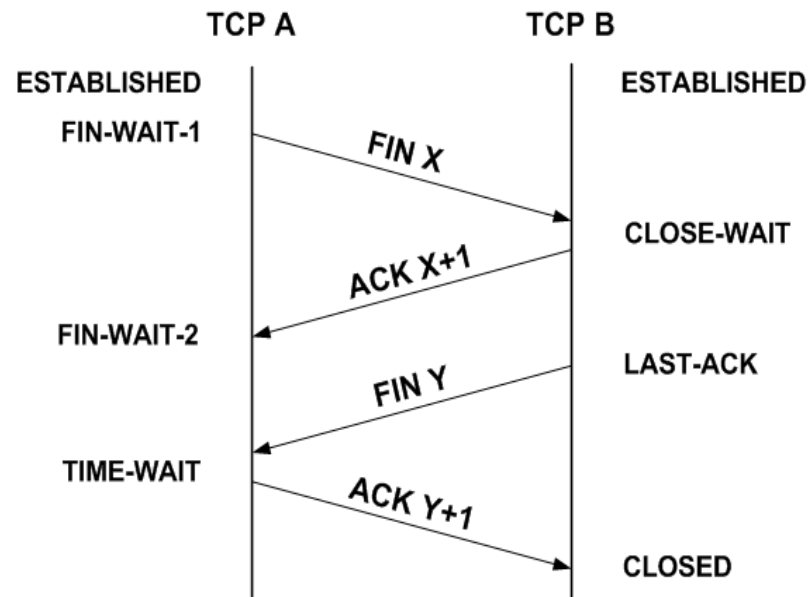 TCP A
TCP B
ESTABLISHED
ESTABLISHED
FIN-WAIT-1
FIN X
CLOSE-WAIT
ACK X+1
FIN-WAIT-2
LAST-ACK
FIN Y
TIME-WAIT
ACK Y+1
CLOSED